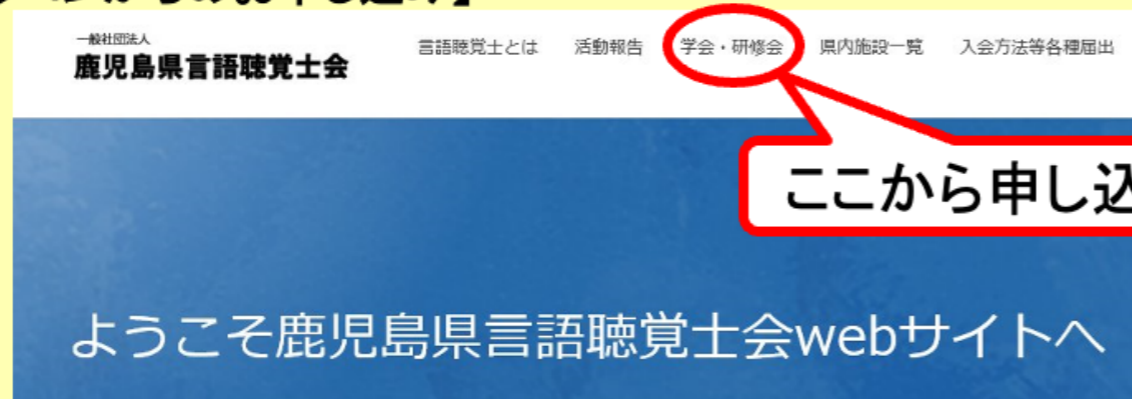 一般社団法人
鹿児島県言語聴覚士会
言語聴覚士とは 活動報告 学会・研修会 県内施設一覧 入会方法等各種届出
ここから申し込
ようこそ鹿児島県言語聴覚士会webサイトへ